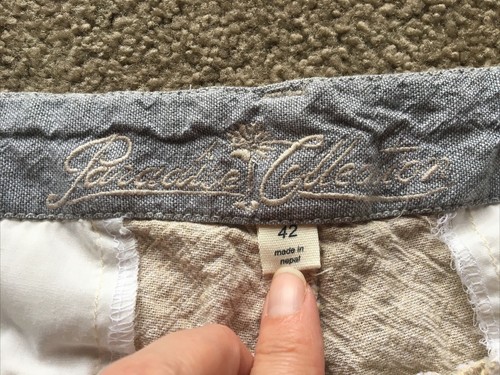 Paradise Collection
42
made in
nepal